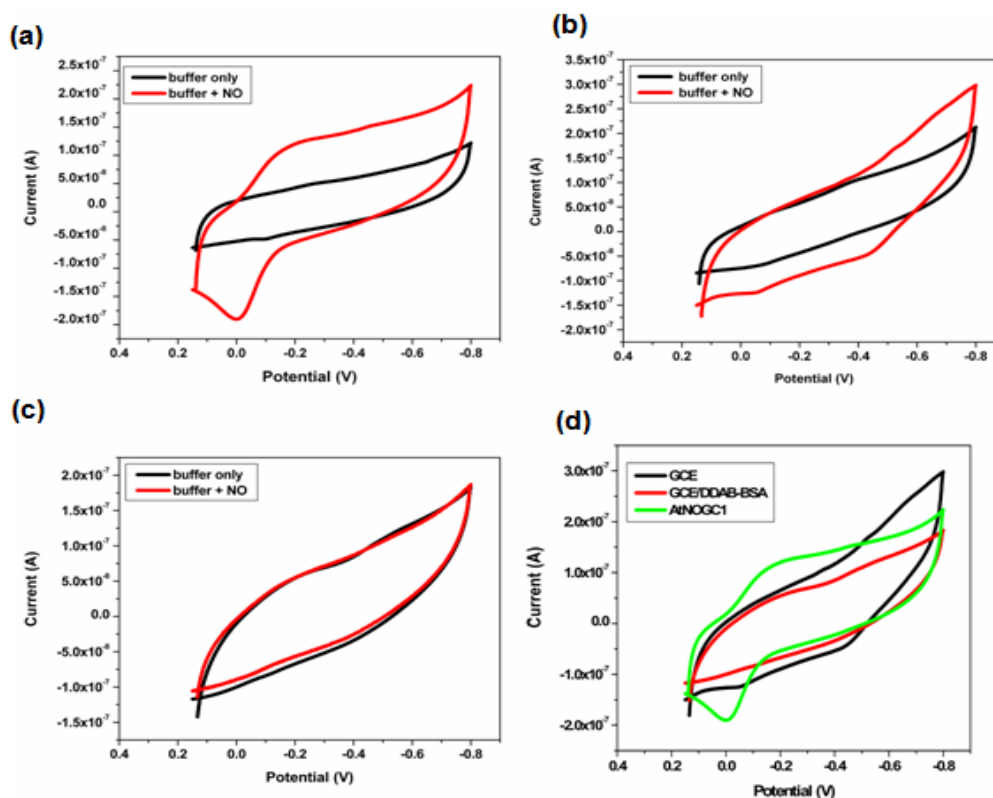 (a)
buffer only
buffer + NO
2.5x10⁻⁷
2.0x10⁻⁷
1.5x10⁻⁷
1.0x10⁻⁷
5.0x10⁻⁸
0.0
-5.0x10⁻⁸
-1.0x10⁻⁷
-1.5x10⁻⁷
-2.0x10⁻⁷
Current (A)
0.4 0.2 0.0 -0.2 -0.4 -0.6 -0.8
Potential (V)
(b)
buffer only
buffer + NO
3.5x10⁻⁷
3.0x10⁻⁷
2.5x10⁻⁷
2.0x10⁻⁷
1.5x10⁻⁷
1.0x10⁻⁷
5.0x10⁻⁸
0.0
-5.0x10⁻⁸
-1.0x10⁻⁷
-1.5x10⁻⁷
-2.0x10⁻⁷
Current (A)
0.4 0.2 0.0 -0.2 -0.4 -0.6 -0.8
Potential (V)
(c)
buffer only
buffer + NO
2.0x10⁻⁷
1.5x10⁻⁷
1.0x10⁻⁷
5.0x10⁻⁸
0.0
-5.0x10⁻⁸
-1.0x10⁻⁷
-1.5x10⁻⁷
Current (A)
0.4 0.2 0.0 -0.2 -0.4 -0.6 -0.8
Potential (V)
(d)
GCE
GCE/DDAB-BSA
AtNOGC1
3.0x10⁻⁷
2.0x10⁻⁷
1.0x10⁻⁷
0.0
-1.0x10⁻⁷
-2.0x10⁻⁷
Current (A)
0.4 0.2 0.0 -0.2 -0.4 -0.6 -0.8
Potential (V)